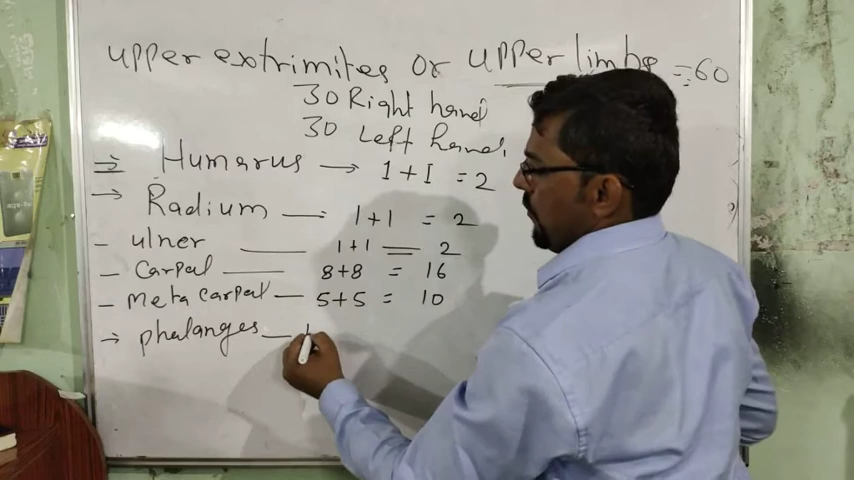 upper extrimites or upper limbs = 60
30 Right hand
30 Left hand
⇒ Humarus → 1 + 1 = 2
→ Radium — 1 + 1 = 2
- ulner — 1 + 1 = 2
- Carpal — 8 + 8 = 16
- Meta carpal — 5 + 5 = 10
→ phalanges — 1